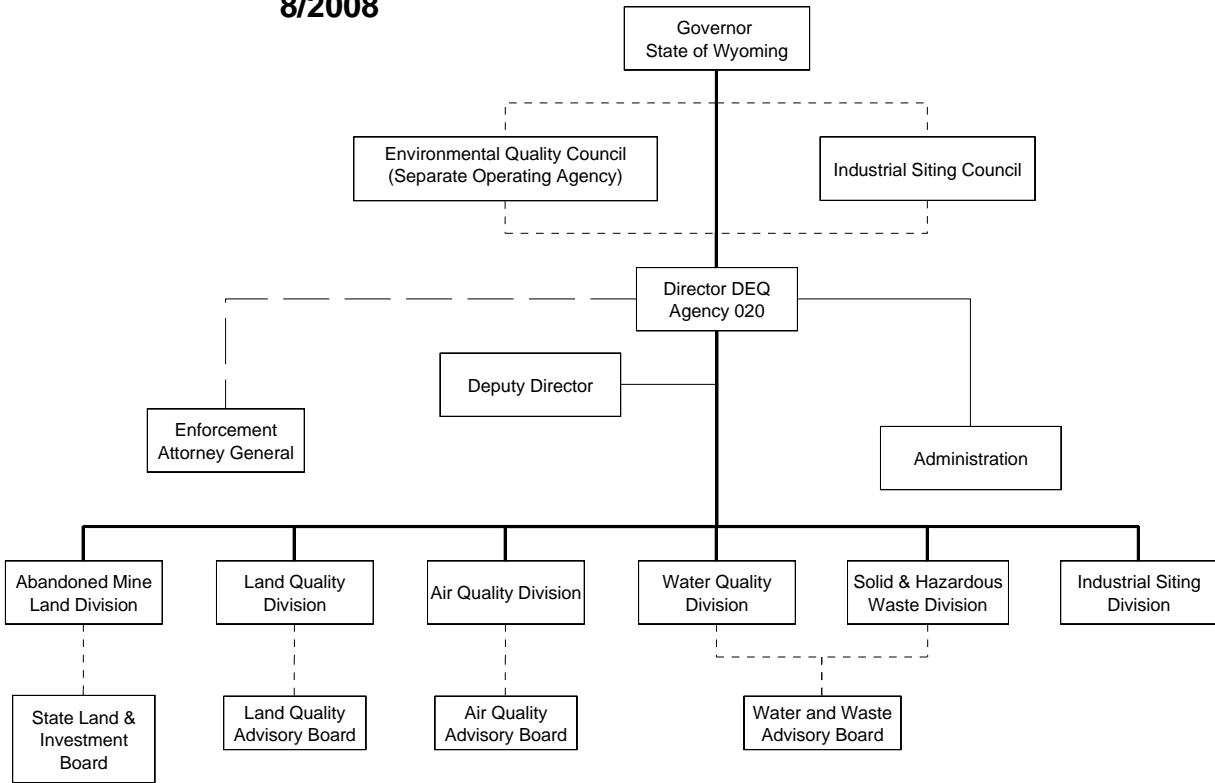 8/2008
Governor
State of Wyoming
Environmental Quality Council
(Separate Operating Agency)
Industrial Siting Council
Director DEQ
Agency 020
Deputy Director
Enforcement
Attorney General
Administration
Abandoned Mine
Land Division
Land Quality
Division
Air Quality Division
Water Quality
Division
Solid & Hazardous
Waste Division
Industrial Siting
Division
State Land &
Investment
Board
Land Quality
Advisory Board
Air Quality
Advisory Board
Water and Waste
Advisory Board